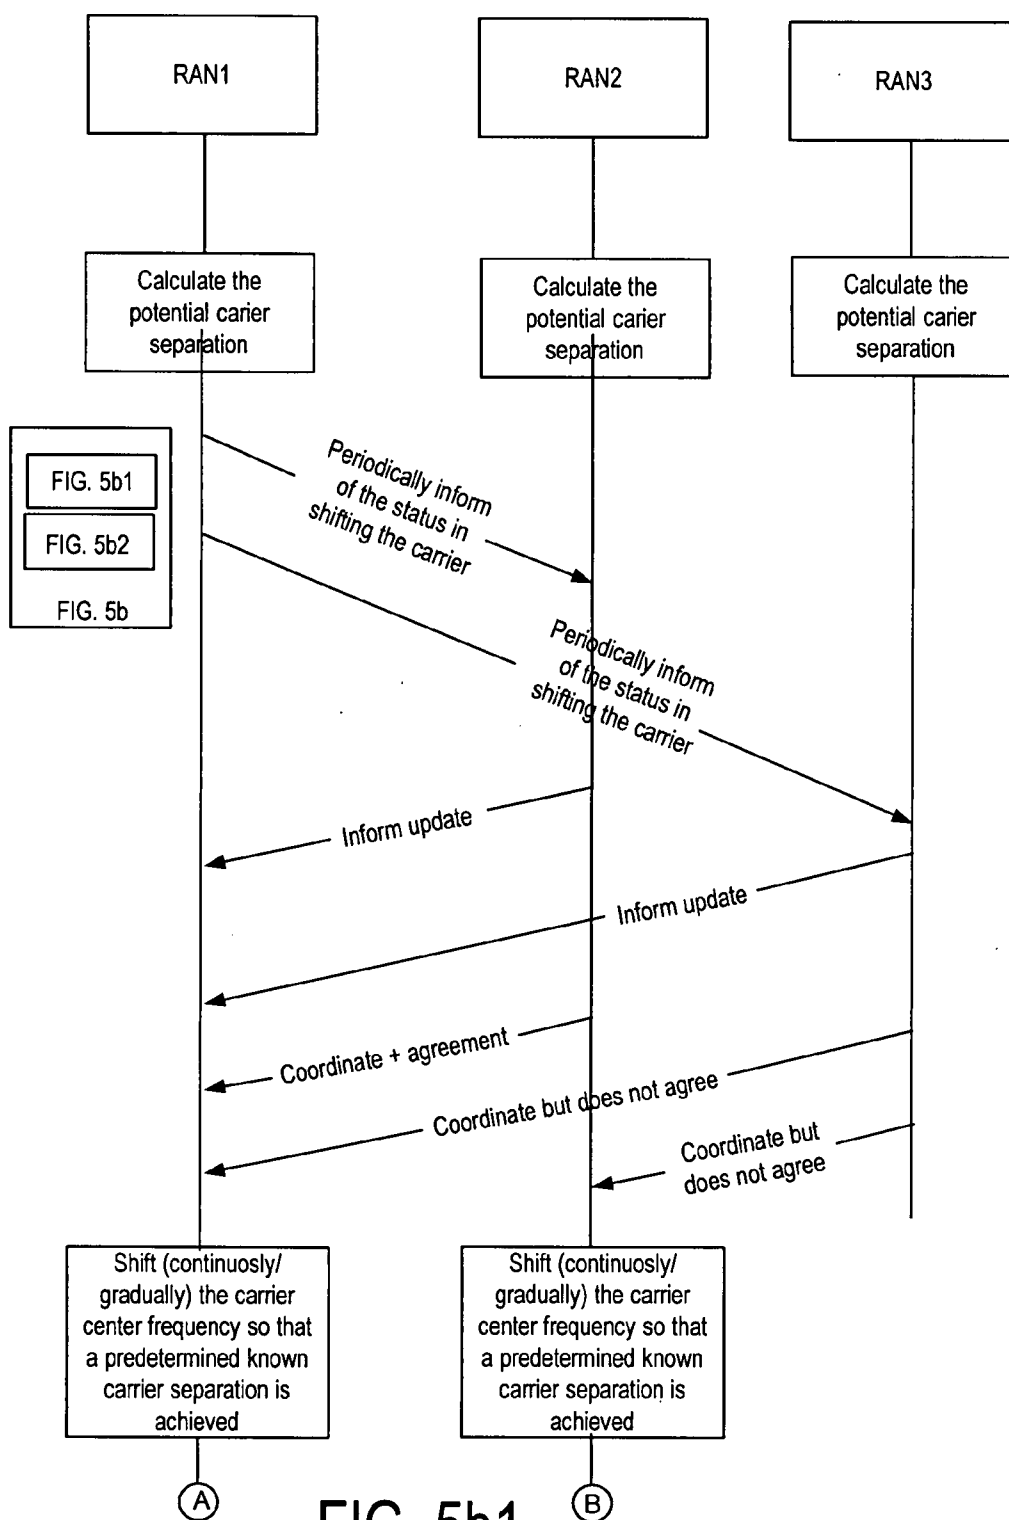 RAN1
RAN2
RAN3
Calculate the
potential carier
separation
Calculate the
potential carier
separation
Calculate the
potential carier
separation
FIG. 5b1
FIG. 5b2
FIG. 5b
Periodically inform
of the status in
shifting the carrier
Periodically inform
of the status in
shifting the carrier
Inform update
Inform update
Coordinate + agreement
Coordinate but does not agree
Coordinate but
does not agree
Shift (continuosly/
gradually) the carrier
center frequency so that
a predetermined known
carrier separation is
achieved
Shift (continuosly/
gradually) the carrier
center frequency so that
a predetermined known
carrier separation is
achieved
A
B
FIG. 5b1